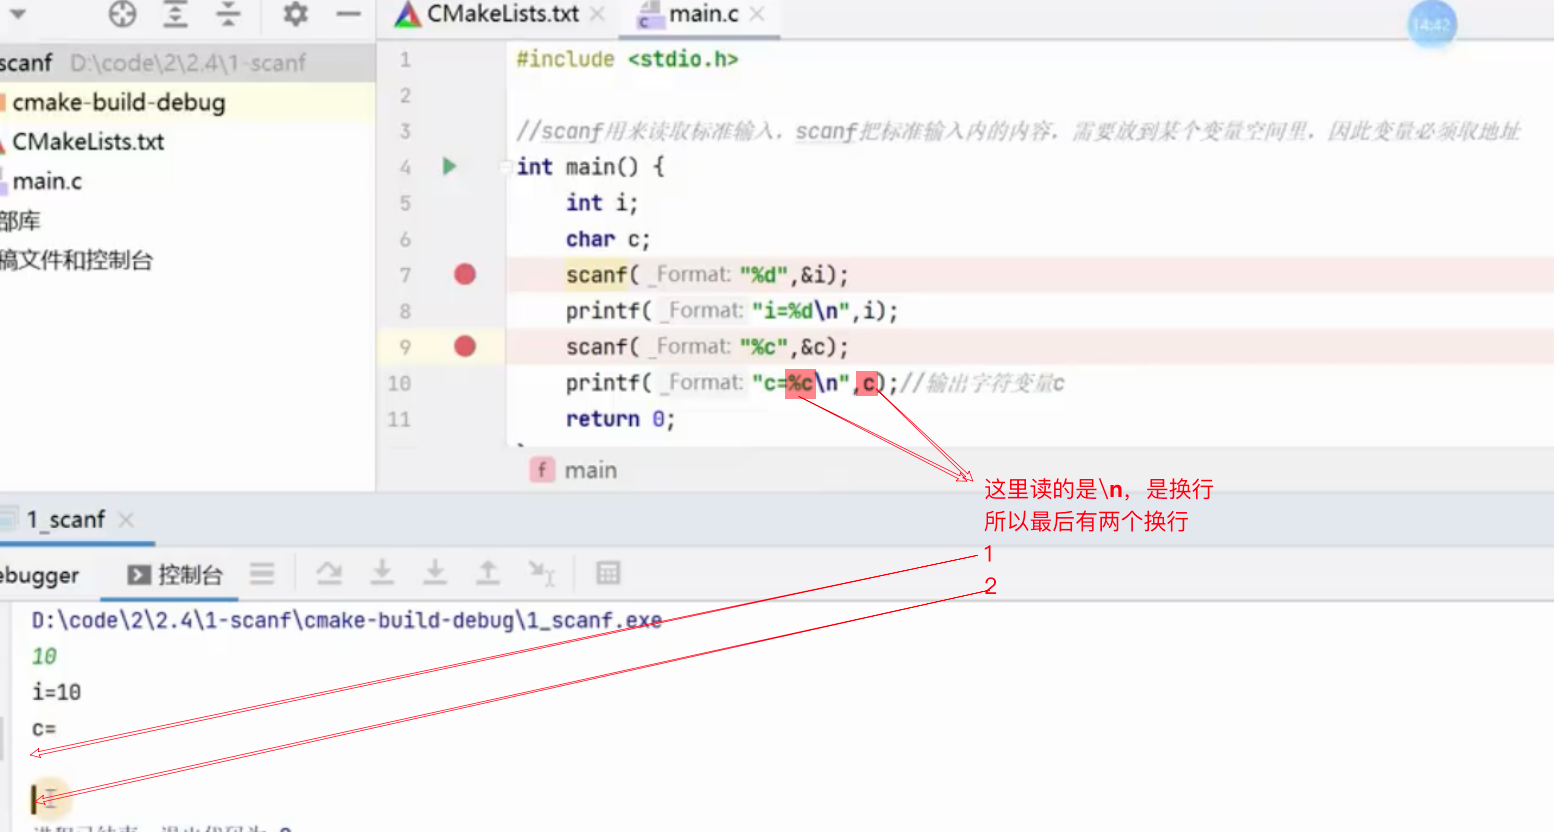 CMakeLists.txt
main.c
14:42
scanf D:\code\2\2.4\1-scanf
cmake-build-debug
CMakeLists.txt
main.c
部库
稿文件和控制台
1 #include <stdio.h>
2
3 //scanf用来读取标准输入，scanf把标准输入内的内容，需要放到某个变量空间里，因此变量必须取地址
4 int main() {
5 int i;
6 char c;
7 scanf( _Format: "%d",&i);
8 printf( _Format: "i=%d\n",i);
9 scanf( _Format: "%c",&c);
10 printf( _Format: "c=%c\n",c);//输出字符变量c
11 return 0;
f main
这里读的是\n，是换行
所以最后有两个换行
1
2
1_scanf
ebugger
控制台
D:\code\2\2.4\1-scanf\cmake-build-debug\1_scanf.exe
10
i=10
c=